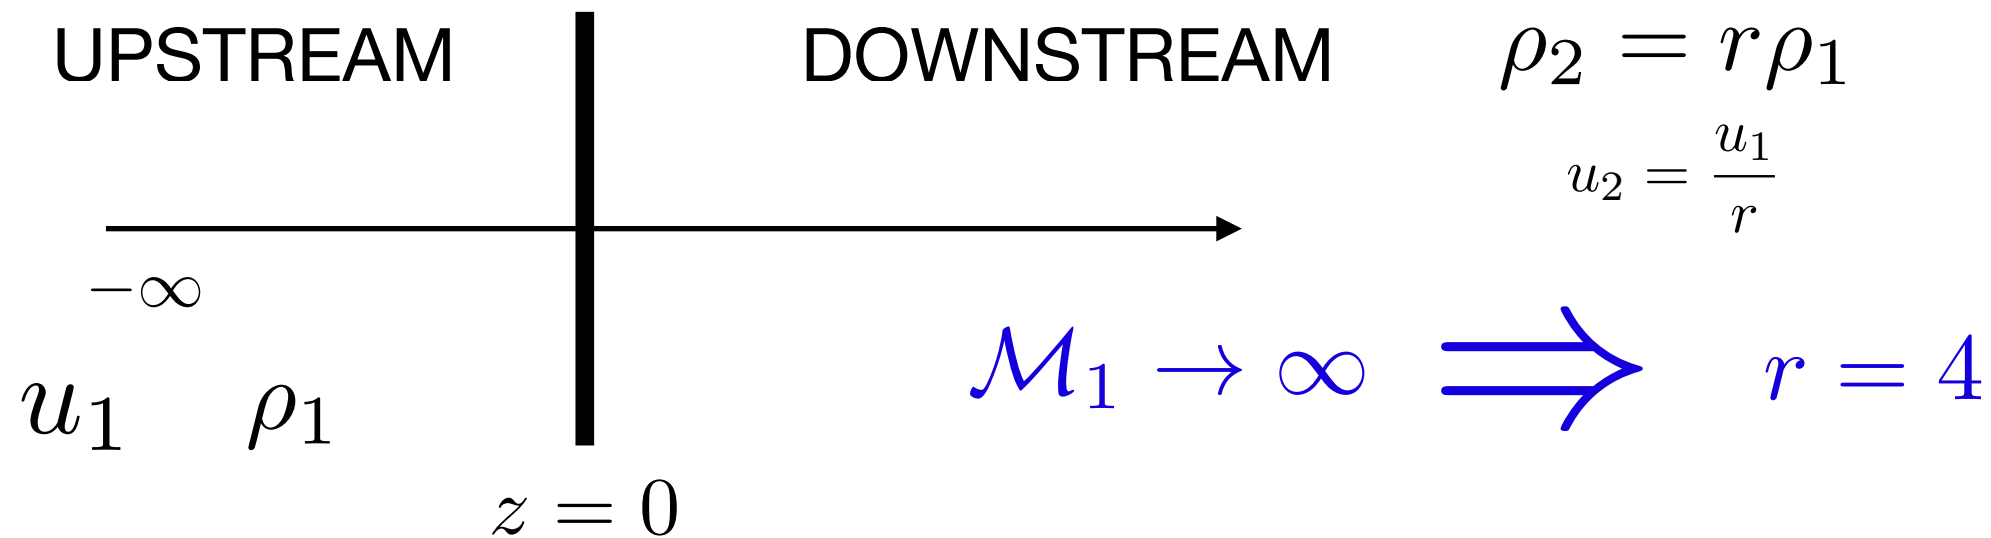 UPSTREAM
DOWNSTREAM
ρ₂ = rρ₁
u₂ = u₁/r
−∞
u₁ ρ₁
ℳ₁ → ∞ ⟹ r = 4
z = 0